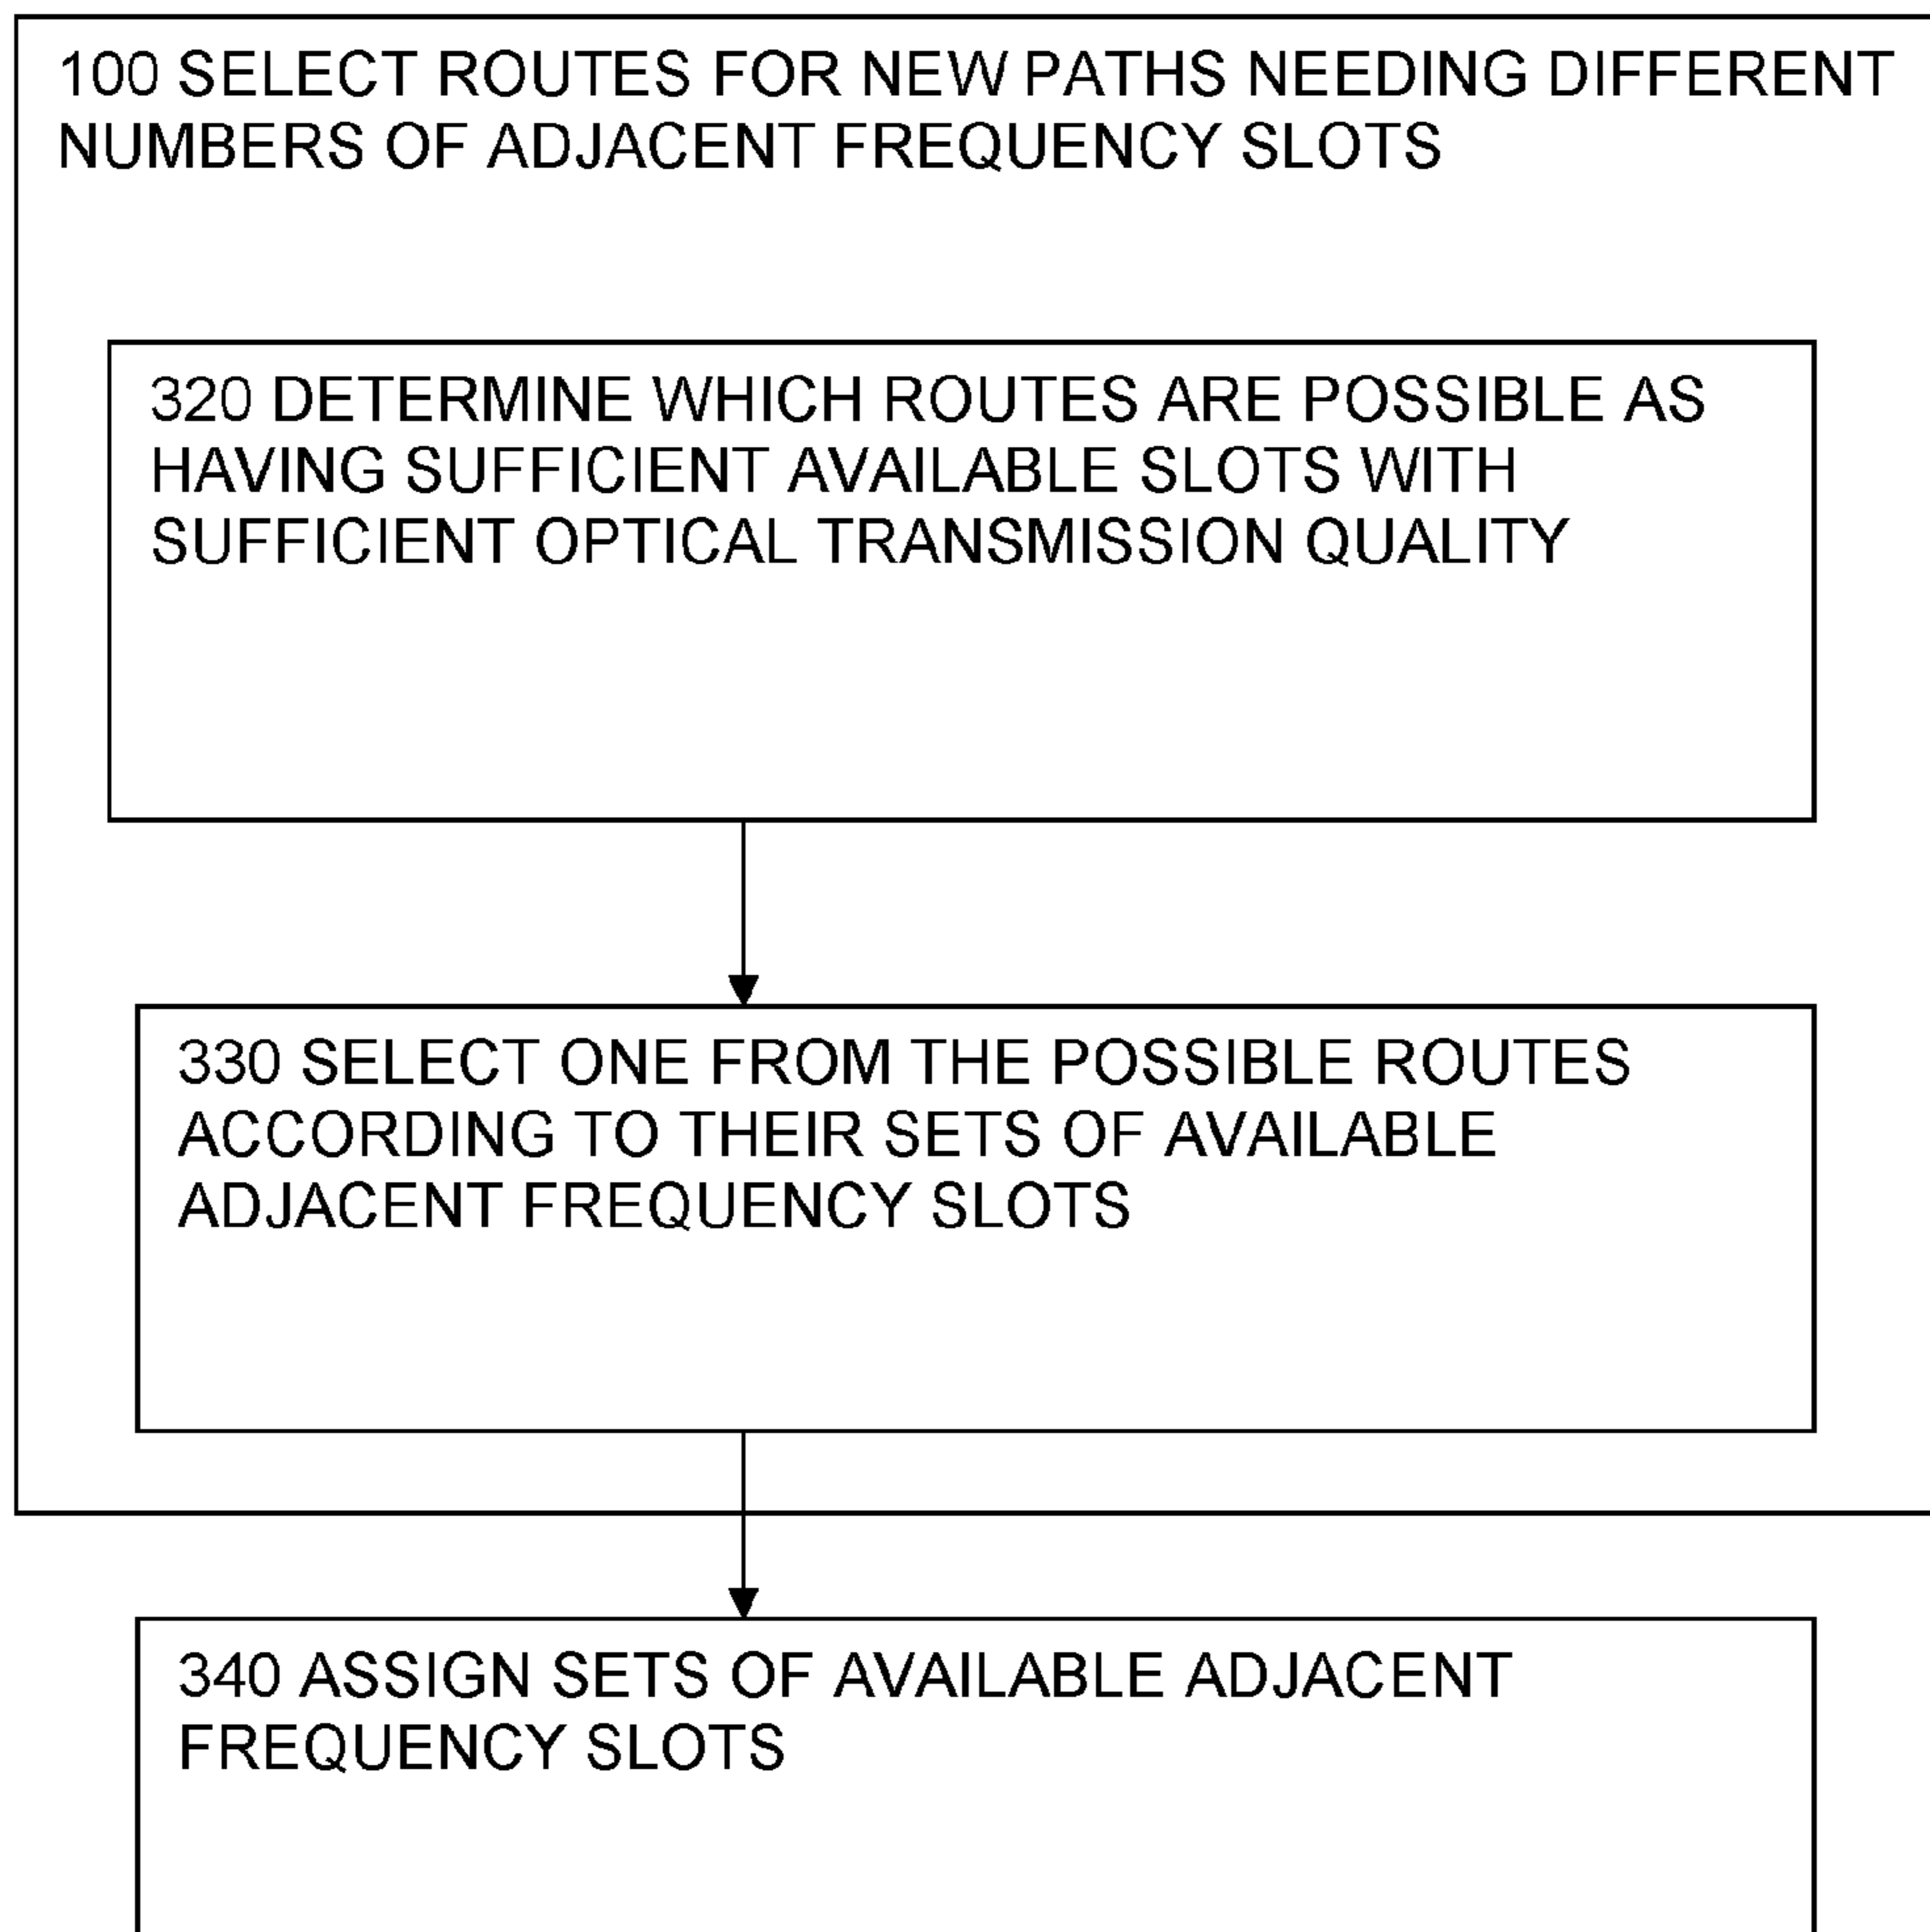 100 SELECT ROUTES FOR NEW PATHS NEEDING DIFFERENT
NUMBERS OF ADJACENT FREQUENCY SLOTS
320 DETERMINE WHICH ROUTES ARE POSSIBLE AS
HAVING SUFFICIENT AVAILABLE SLOTS WITH
SUFFICIENT OPTICAL TRANSMISSION QUALITY
330 SELECT ONE FROM THE POSSIBLE ROUTES
ACCORDING TO THEIR SETS OF AVAILABLE
ADJACENT FREQUENCY SLOTS
340 ASSIGN SETS OF AVAILABLE ADJACENT
FREQUENCY SLOTS